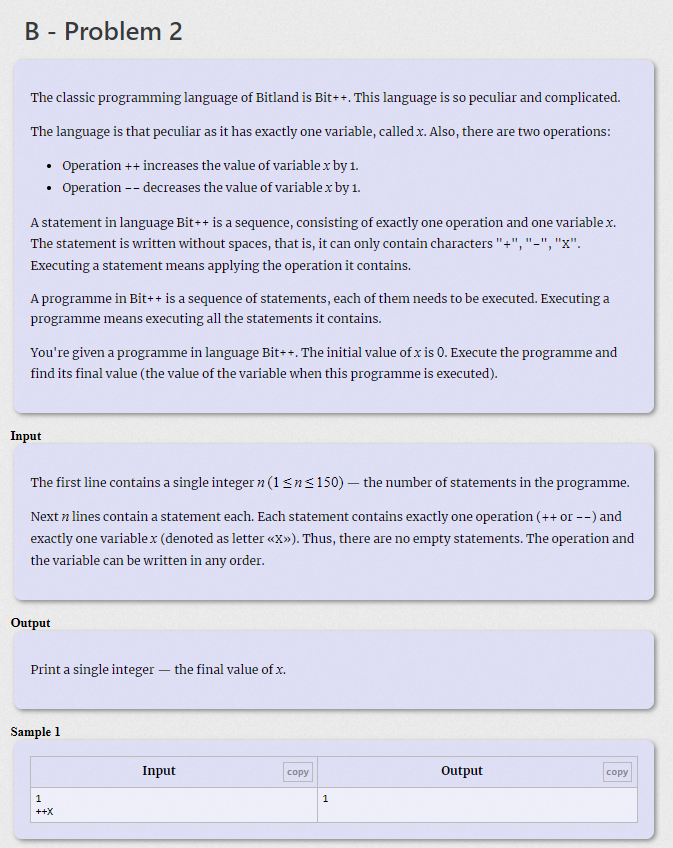 B - Problem 2
The classic programming language of Bitland is Bit++. This language is so peculiar and complicated.
The language is that peculiar as it has exactly one variable, called x. Also, there are two operations:
• Operation ++ increases the value of variable x by 1.
• Operation -- decreases the value of variable x by 1.
A statement in language Bit++ is a sequence, consisting of exactly one operation and one variable x.
The statement is written without spaces, that is, it can only contain characters "+", "-", "X".
Executing a statement means applying the operation it contains.
A programme in Bit++ is a sequence of statements, each of them needs to be executed. Executing a
programme means executing all the statements it contains.
You're given a programme in language Bit++. The initial value of x is 0. Execute the programme and
find its final value (the value of the variable when this programme is executed).
Input
The first line contains a single integer n (1 ≤ n ≤ 150) — the number of statements in the programme.
Next n lines contain a statement each. Each statement contains exactly one operation (++ or --) and
exactly one variable x (denoted as letter «X»). Thus, there are no empty statements. The operation and
the variable can be written in any order.
Output
Print a single integer — the final value of x.
Sample 1
Input copy Output copy
1 1
++X